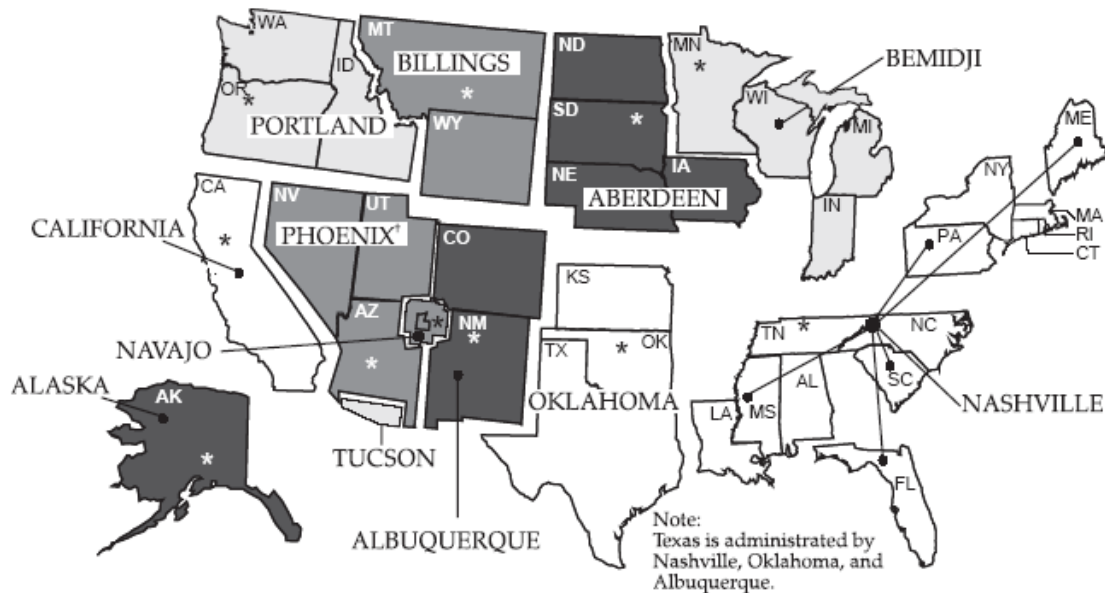 WA
MT
ND
MN
BILLINGS
BEMIDJI
ID
OR
WI
SD
MI
ME
PORTLAND
WY
NE
IA
NY
CA
NV
UT
ABERDEEN
IN
MA
RI
CT
PA
CALIFORNIA
PHOENIX†
CO
KS
AZ
NM
OK
TN
NC
NAVAJO
TX
SC
ALASKA
AK
OKLAHOMA
LA
MS
AL
NASHVILLE
TUCSON
FL
ALBUQUERQUE
Note:
Texas is administrated by
Nashville, Oklahoma, and
Albuquerque.